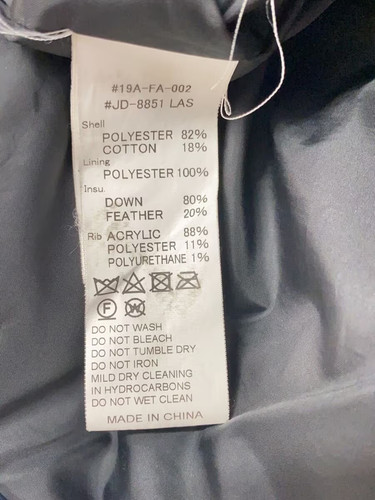 #19A-FA-002
#JD-8851 LAS
Shell
POLYESTER 82%
COTTON 18%
Lining
POLYESTER 100%
Insu.
DOWN 80%
FEATHER 20%
Rib ACRYLIC 88%
POLYESTER 11%
POLYURETHANE 1%
F W
DO NOT WASH
DO NOT BLEACH
DO NOT TUMBLE DRY
DO NOT IRON
MILD DRY CLEANING
IN HYDROCARBONS
DO NOT WET CLEAN
MADE IN CHINA